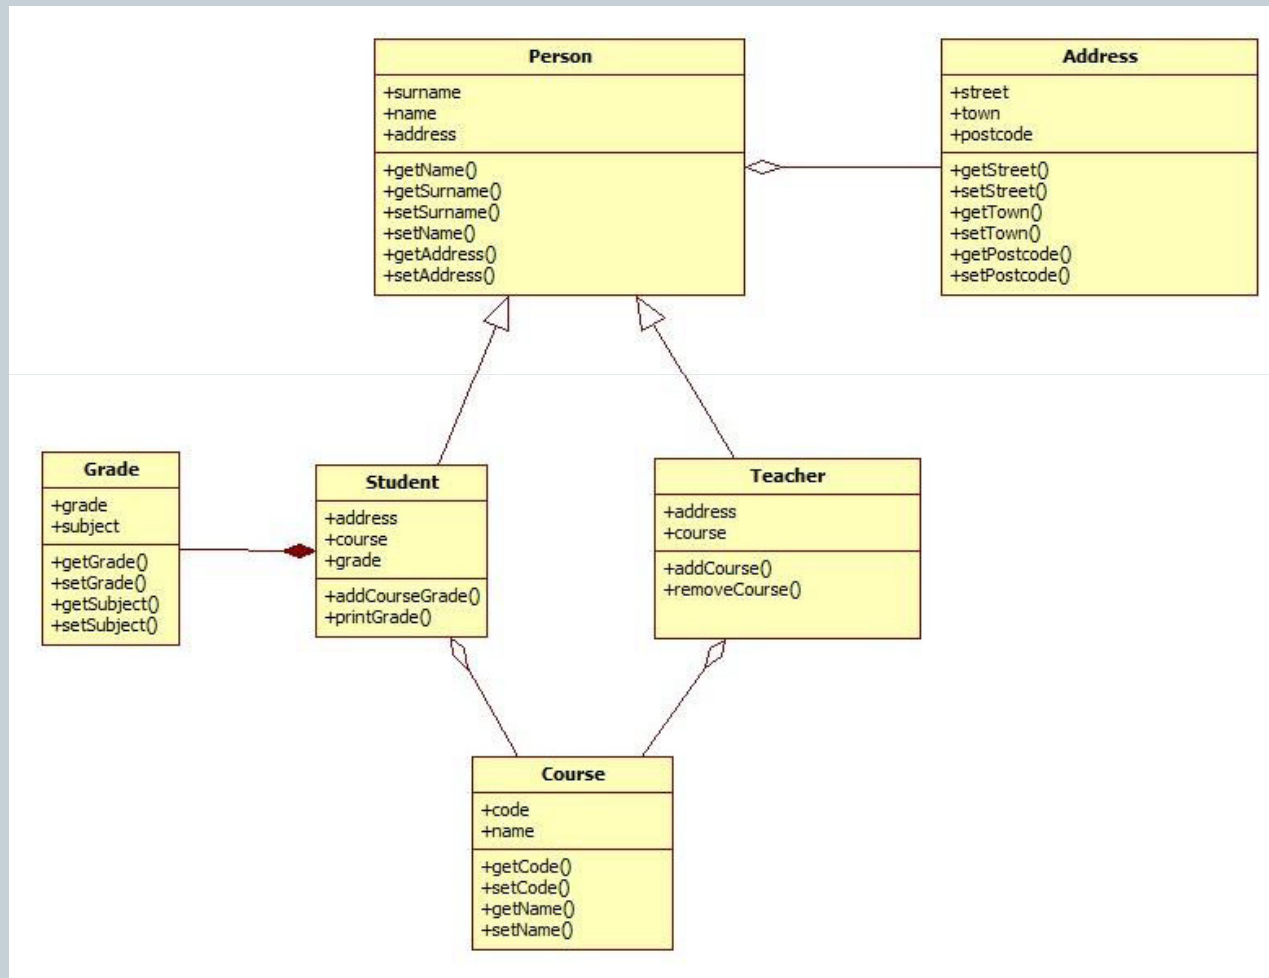 Person
+surname
+name
+address
+getName()
+getSurname()
+setSurname()
+setName()
+getAddress()
+setAddress()
Address
+street
+town
+postcode
+getStreet()
+setStreet()
+getTown()
+setTown()
+getPostcode()
+setPostcode()
Grade
+grade
+subject
+getGrade()
+setGrade()
+getSubject()
+setSubject()
Student
+address
+course
+grade
+addCourseGrade()
+printGrade()
Teacher
+address
+course
+addCourse()
+removeCourse()
Course
+code
+name
+getCode()
+setCode()
+getName()
+setName()